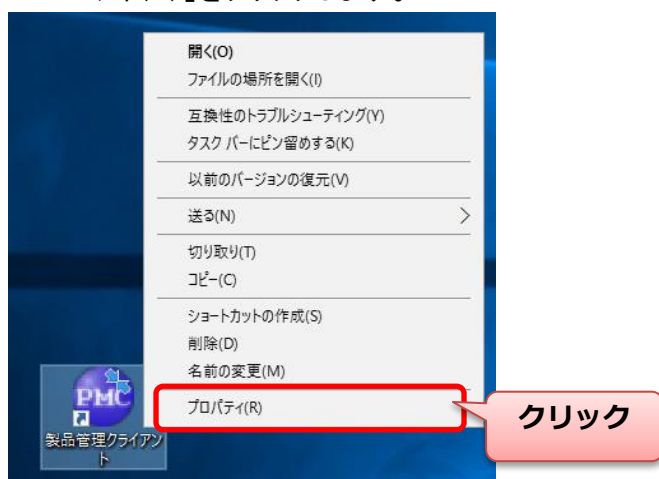 開く(O)
ファイルの場所を開く(I)
互換性のトラブルシューティング(Y)
タスク バーにピン留めする(K)
以前のバージョンの復元(V)
送る(N)
切り取り(T)
コピー(C)
ショートカットの作成(S)
削除(D)
名前の変更(M)
プロパティ(R)
クリック
PMC
製品管理クライアン
ト